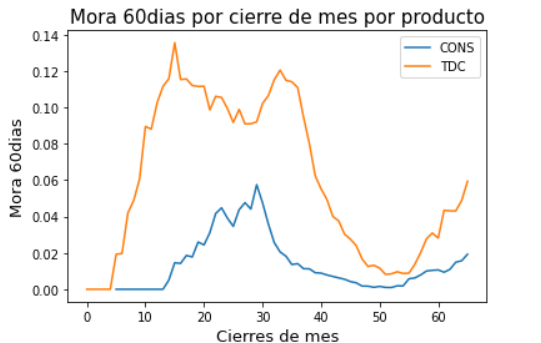 Mora 60dias por cierre de mes por producto
CONS
TDC
Mora 60dias
0.14
0.12
0.10
0.08
0.06
0.04
0.02
0.00
0 10 20 30 40 50 60
Cierres de mes